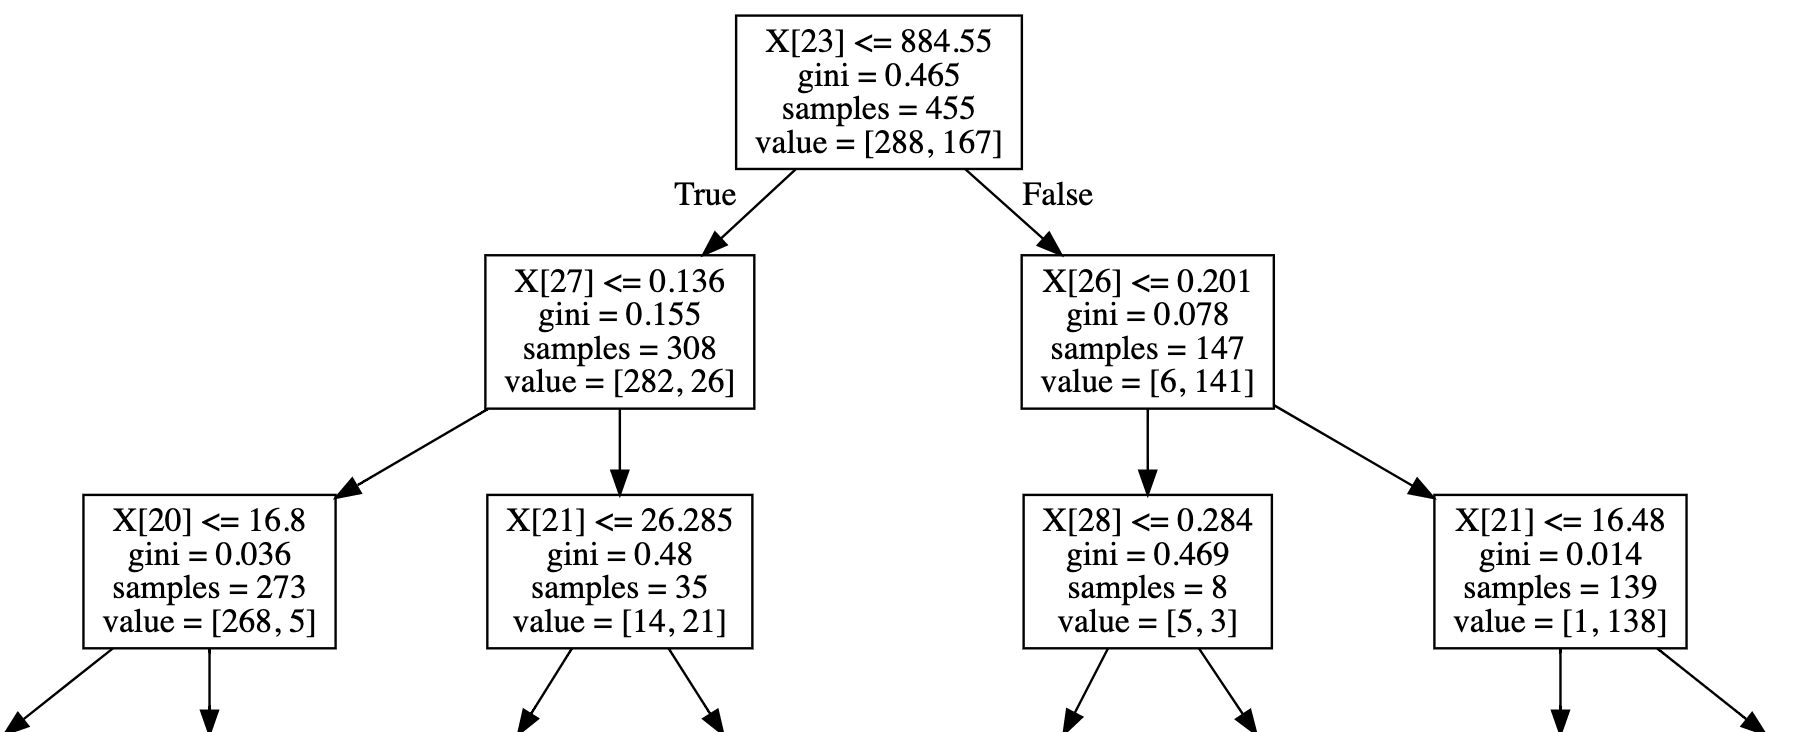 X[23] <= 884.55
gini = 0.465
samples = 455
value = [288, 167]
True
False
X[27] <= 0.136
gini = 0.155
samples = 308
value = [282, 26]
X[26] <= 0.201
gini = 0.078
samples = 147
value = [6, 141]
X[20] <= 16.8
gini = 0.036
samples = 273
value = [268, 5]
X[21] <= 26.285
gini = 0.48
samples = 35
value = [14, 21]
X[28] <= 0.284
gini = 0.469
samples = 8
value = [5, 3]
X[21] <= 16.48
gini = 0.014
samples = 139
value = [1, 138]